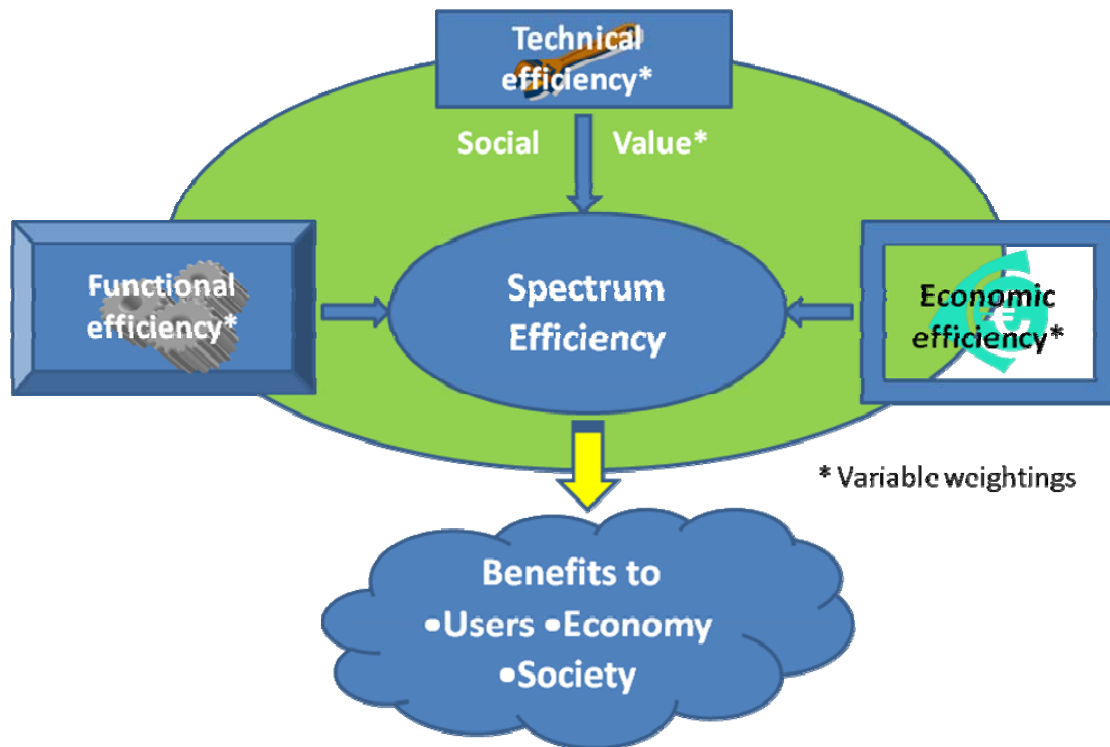 Technical
efficiency*
Social Value*
Functional
efficiency*
Spectrum
Efficiency
€
Economic
efficiency*
* Variable weightings
Benefits to
•Users •Economy
•Society